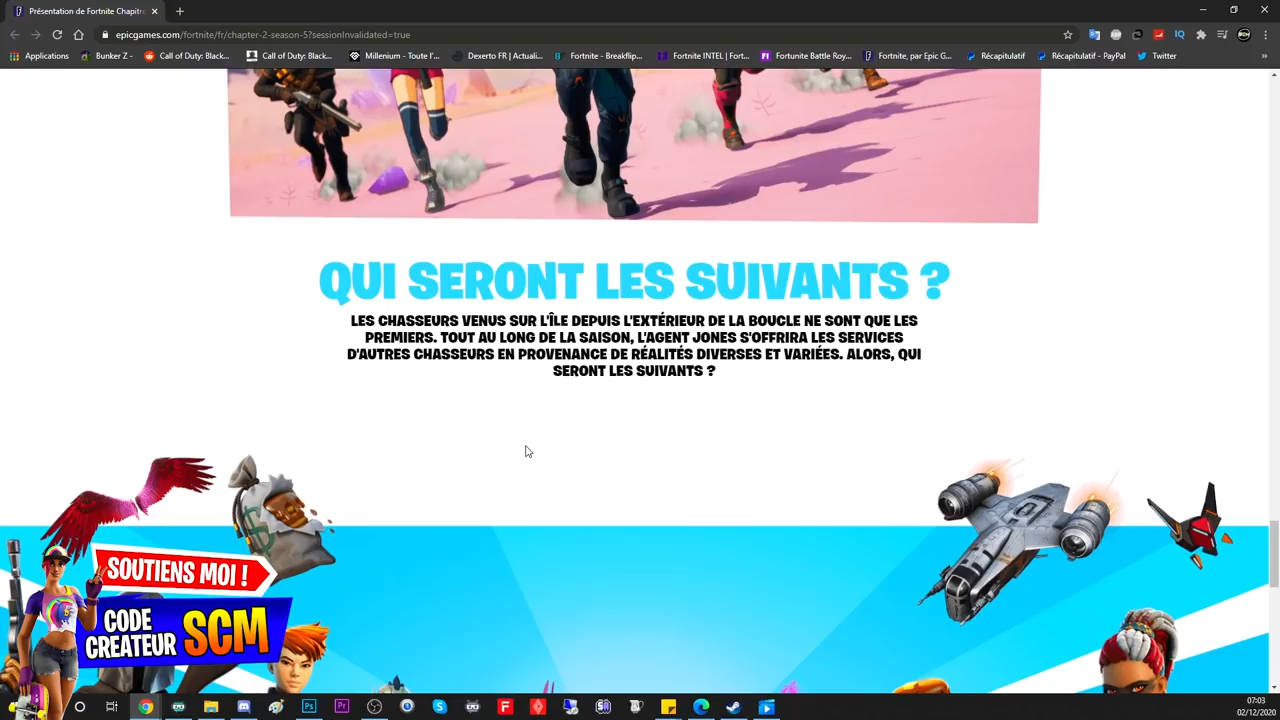 Présentation de Fortnite Chapitre
epicgames.com/fortnite/fr/chapter-2-season-5?sessionInvalidated=true
Applications
Bunker Z -
Call of Duty: Black...
Call of Duty: Black...
Millenium - Toute l'...
Dexerto FR | Actuali...
Fortnite - Breakflip...
Fortnite INTEL | Fort...
Fortunite Battle Roy...
Fortnite, par Epic G...
Récapitulatif
Récapitulatif - PayPal
Twitter
QUI SERONT LES SUIVANTS ?
LES CHASSEURS VENUS SUR L'ÎLE DEPUIS L'EXTÉRIEUR DE LA BOUCLE NE SONT QUE LES
PREMIERS. TOUT AU LONG DE LA SAISON, L'AGENT JONES S'OFFRIRA LES SERVICES
D'AUTRES CHASSEURS EN PROVENANCE DE RÉALITÉS DIVERSES ET VARIÉES. ALORS, QUI
SERONT LES SUIVANTS ?
SOUTIENS MOI !
CODE
CREATEUR SCM
07:03
02/12/2020